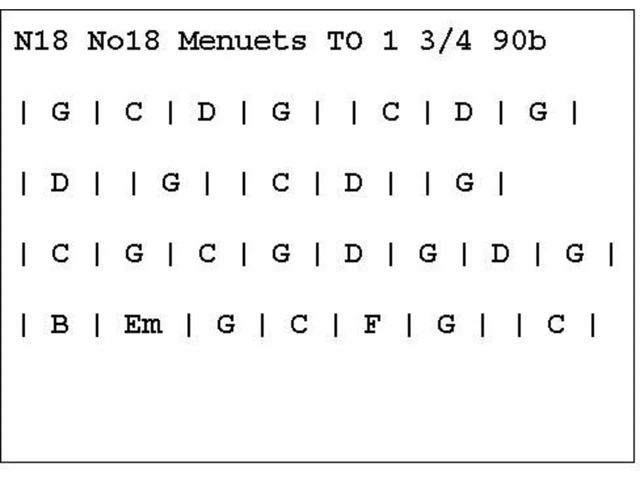 N18 No18 Menuets TO 1 3/4 90b
| G | C | D | G | | C | D | G |
| D | | G | | C | D | | G |
| C | G | C | G | D | G | D | G |
| B | Em | G | C | F | G | | C |